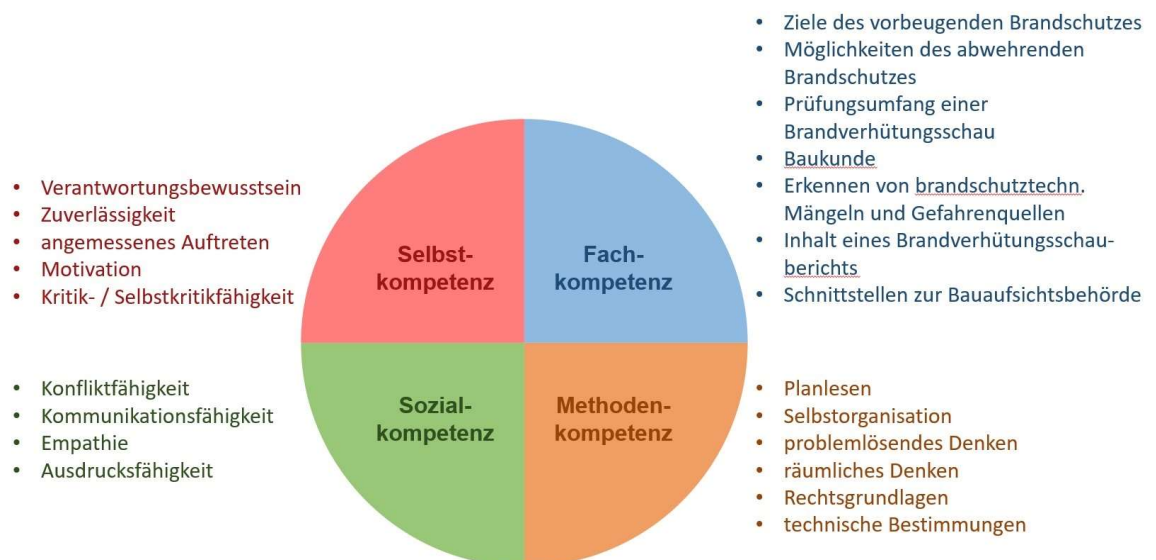 • Ziele des vorbeugenden Brandschutzes
• Möglichkeiten des abwehrenden
Brandschutzes
• Prüfungsumfang einer
Brandverhütungsschau
• Baukunde
• Erkennen von brandschutztechn.
Mängeln und Gefahrenquellen
• Inhalt eines Brandverhütungsschau-
berichts
• Schnittstellen zur Bauaufsichtsbehörde
• Verantwortungsbewusstsein
• Zuverlässigkeit
• angemessenes Auftreten
• Motivation
• Kritik- / Selbstkritikfähigkeit
Selbst-
kompetenz
Fach-
kompetenz
• Konfliktfähigkeit
• Kommunikationsfähigkeit
• Empathie
• Ausdrucksfähigkeit
Sozial-
kompetenz
Methoden-
kompetenz
• Planlesen
• Selbstorganisation
• problemlösendes Denken
• räumliches Denken
• Rechtsgrundlagen
• technische Bestimmungen